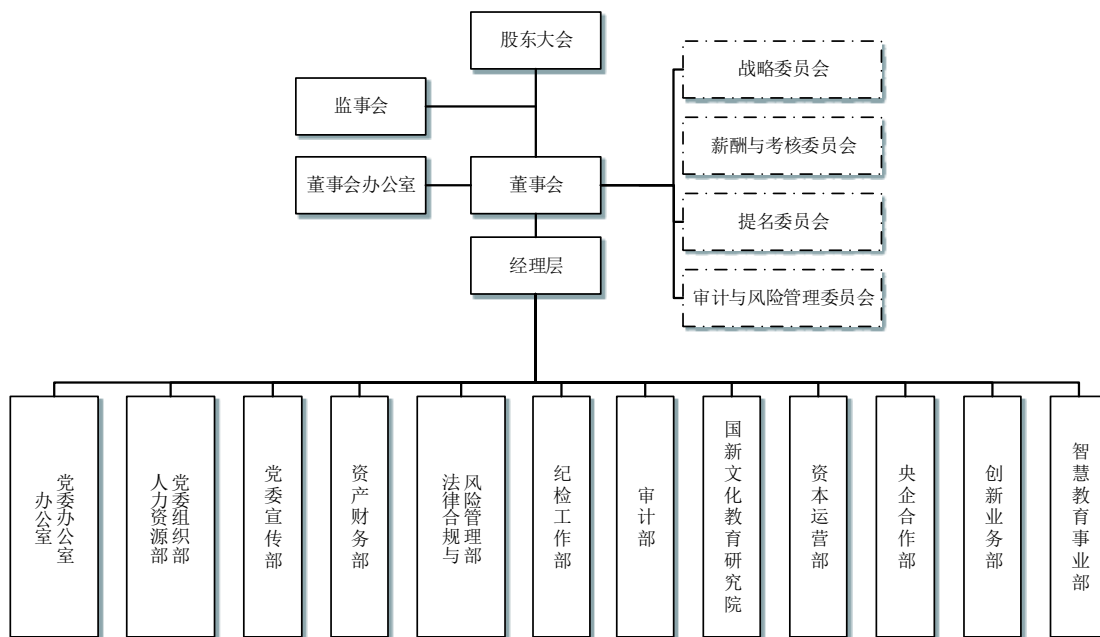 股东大会
战略委员会
监事会
薪酬与考核委员会
董事会办公室
董事会
提名委员会
经理层
审计与风险管理委员会
党委办公室
办公室
党委组织部
人力资源部
党委宣传部
资产财务部
法律合规与
风险管理部
纪检工作部
审计部
国新文化教育研究院
资本运营部
央企合作部
创新业务部
智慧教育事业部